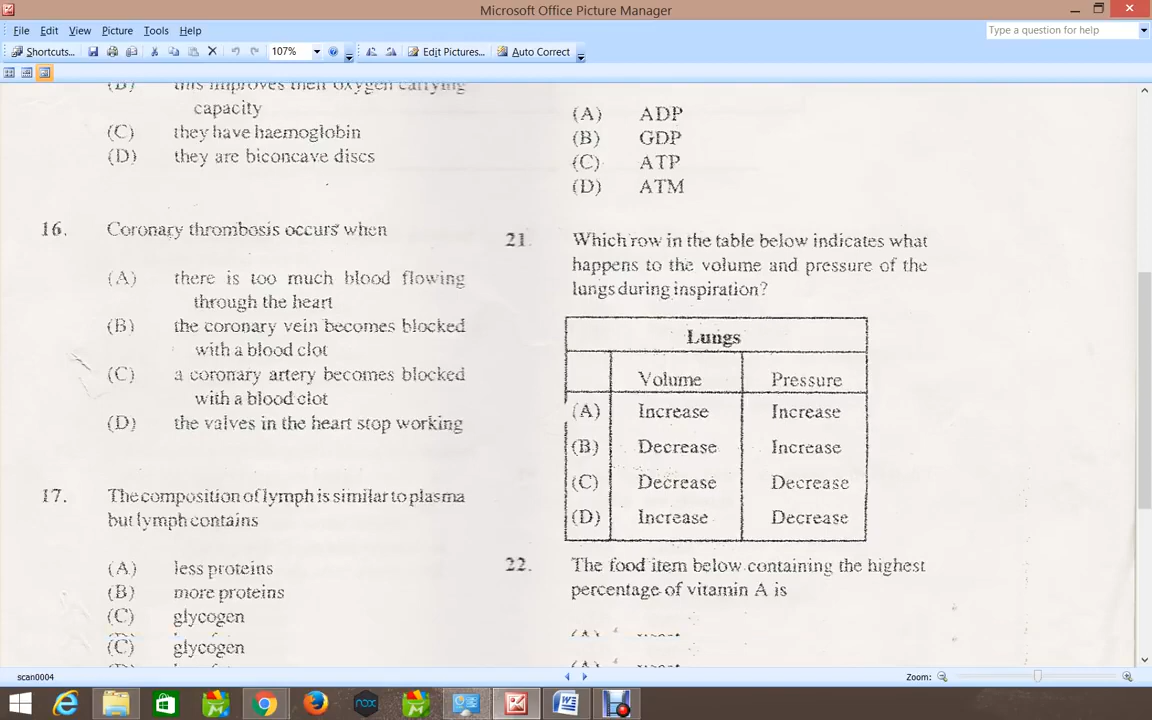 Microsoft Office Picture Manager
File Edit View Picture Tools Help
Type a question for help
Shortcuts... 107% Edit Pictures... Auto Correct
(B) this improves their oxygen carrying
capacity
(C) they have haemoglobin
(D) they are biconcave discs
16. Coronary thrombosis occurs when
(A) there is too much blood flowing
through the heart
(B) the coronary vein becomes blocked
with a blood clot
(C) a coronary artery becomes blocked
with a blood clot
(D) the valves in the heart stop working
17. The composition of lymph is similar to plasma
but lymph contains
(A) less proteins
(B) more proteins
(C) glycogen
(C) glycogen
(A) ADP
(B) GDP
(C) ATP
(D) ATM
21. Which row in the table below indicates what
happens to the volume and pressure of the
lungs during inspiration?
Lungs
Volume Pressure
(A) Increase Increase
(B) Decrease Increase
(C) Decrease Decrease
(D) Increase Decrease
22. The food item below containing the highest
percentage of vitamin A is
scan0004
Zoom:
nox